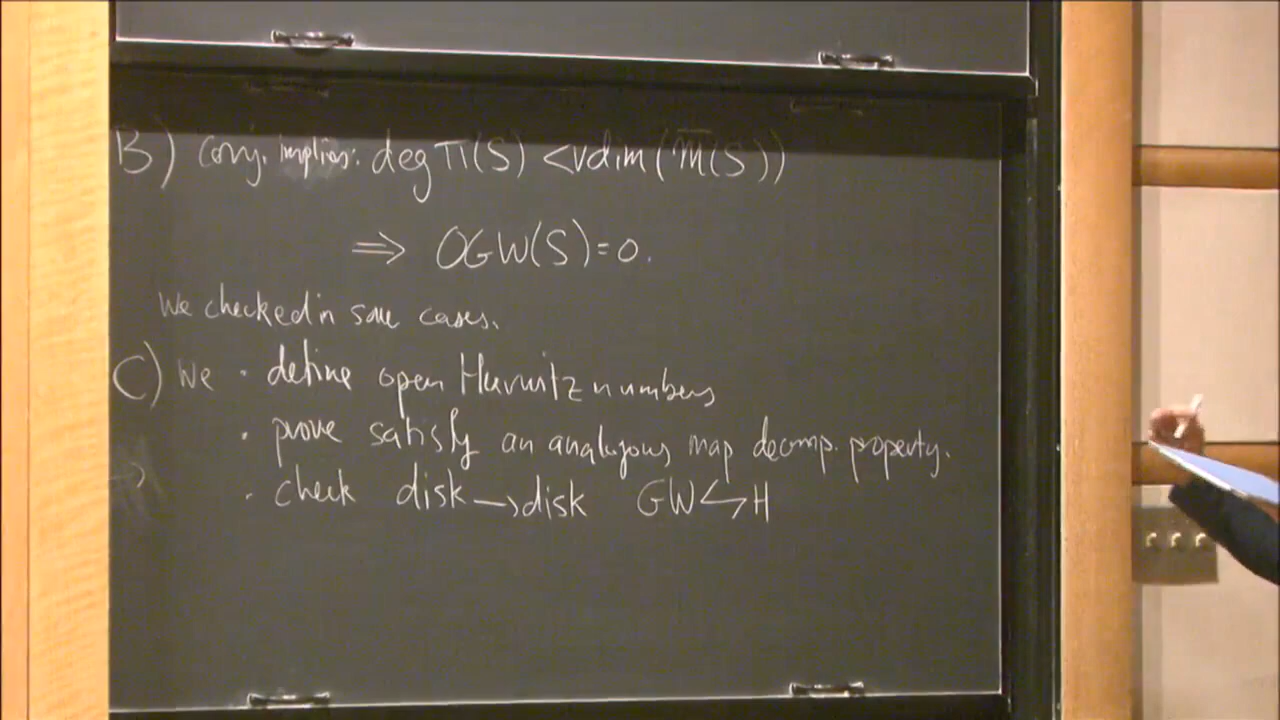 B) Conj. implies: deg π(S) < vdim(m̅(S))
⇒ OGW(S)=0.
We checked in some cases.
C) We · define open Hurwitz numbers
· prove satisfy an analogous map decomp. property.
· check disk → disk GW ↔ H